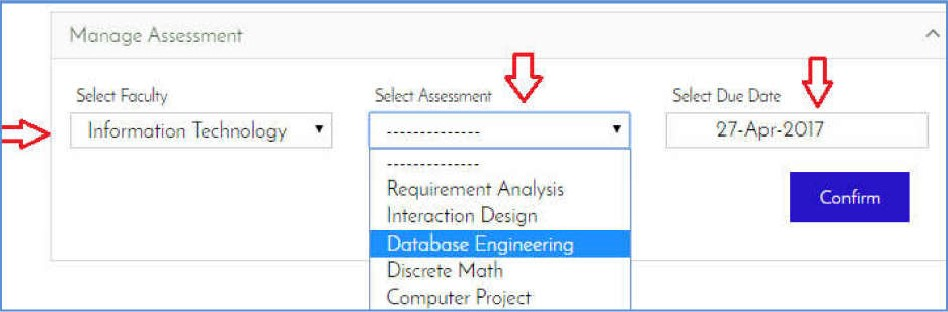 Manage Assessment
Select Faculty
Select Assessment
Select Due Date
Information Technology
--------------
27-Apr-2017
--------------
Requirement Analysis
Interaction Design
Database Engineering
Discrete Math
Computer Project
Confirm